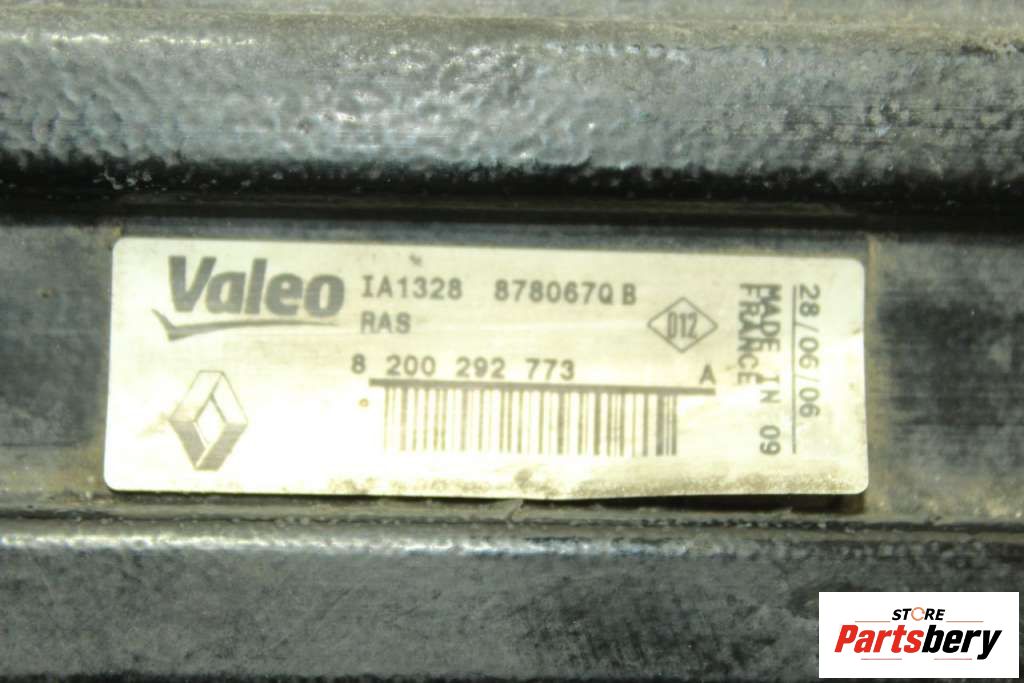 Valeo IA1328 878067Q B
RAS
D12
8 200 292 773 A
MADE IN 09
FRANCE
28/06/06
STORE
Partsbery